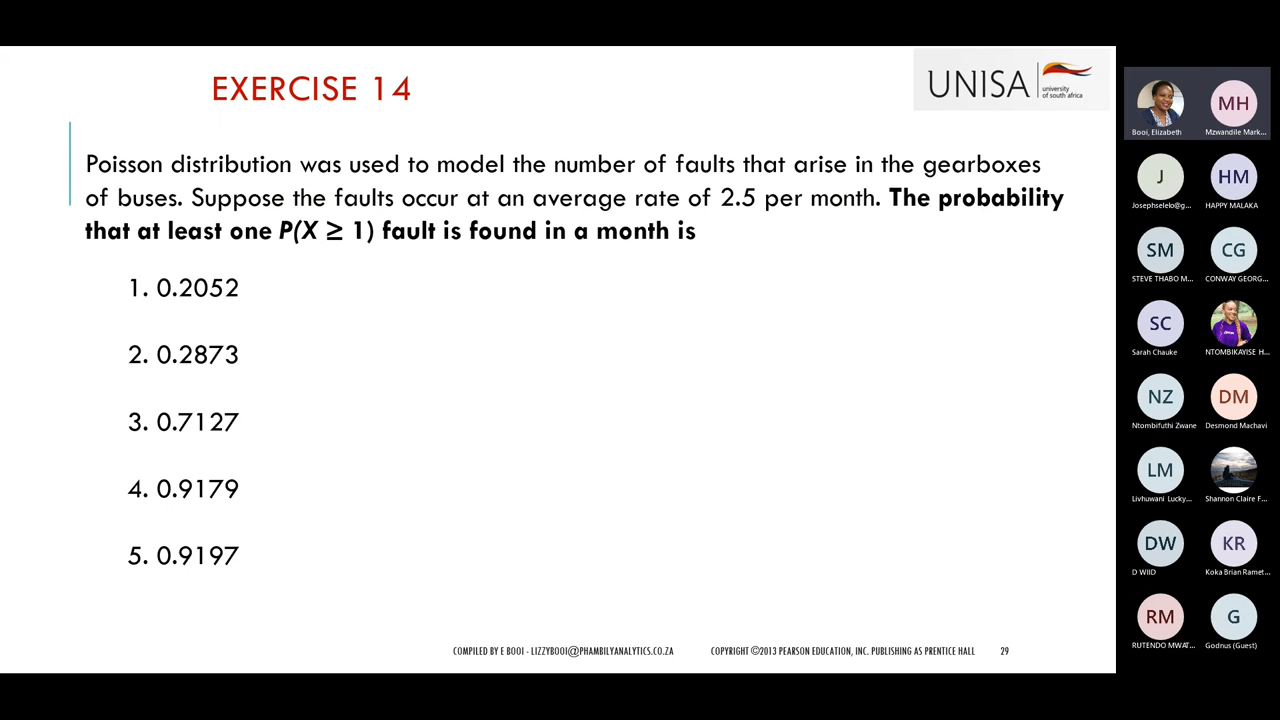 EXERCISE 14
UNISA
university
of south africa
Poisson distribution was used to model the number of faults that arise in the gearboxes
of buses. Suppose the faults occur at an average rate of 2.5 per month. The probability
that at least one P(X ≥ 1) fault is found in a month is
1. 0.2052
2. 0.2873
3. 0.7127
4. 0.9179
5. 0.9197
COMPILED BY E BOOI - LIZZYBOOI@PHAMBILYANALYTICS.CO.ZA
COPYRIGHT ©2013 PEARSON EDUCATION, INC. PUBLISHING AS PRENTICE HALL
29
MH
Booi, Elizabeth
Mzwandile Mark...
J
HM
Josephselelo@g...
HAPPY MALAKA
SM
CG
STEVE THABO M...
CONWAY GEORG...
SC
Sarah Chauke
NTOMBIKAYISE H...
NZ
DM
Ntombifuthi Zwane
Desmond Machavi
LM
Livhuwani Lucky...
Shannon Claire F...
DW
KR
D WIID
Koka Brian Ramet...
RM
G
RUTENDO MWAT...
Godnus (Guest)